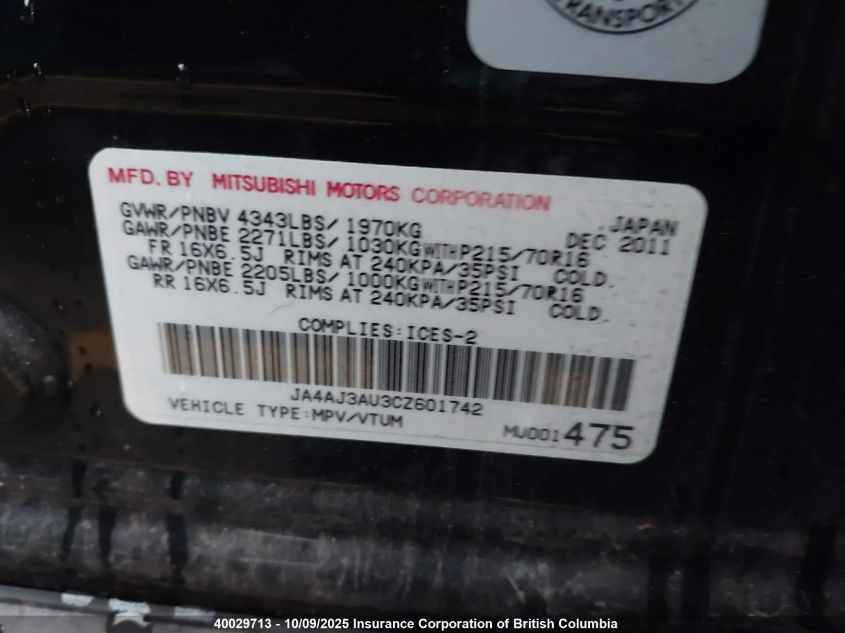 TRANSPORT
MFD. BY MITSUBISHI MOTORS CORPORATION
JAPAN
GVWR/PNBV 4343LBS/ 1970KG DEC 2011
GAWR/PNBE 2271LBS/ 1030KG WITH P215/70R16
FR 16X6.5J RIMS AT 240KPA/35PSI COLD.
GAWR/PNBE 2205LBS/ 1000KG WITH P215/70R16
RR 16X6.5J RIMS AT 240KPA/35PSI COLD.
COMPLIES:ICES-2
JA4AJ3AU3CZ601742
VEHICLE TYPE:MPV/VTUM
MU001475
40029713 - 10/09/2025 Insurance Corporation of British Columbia